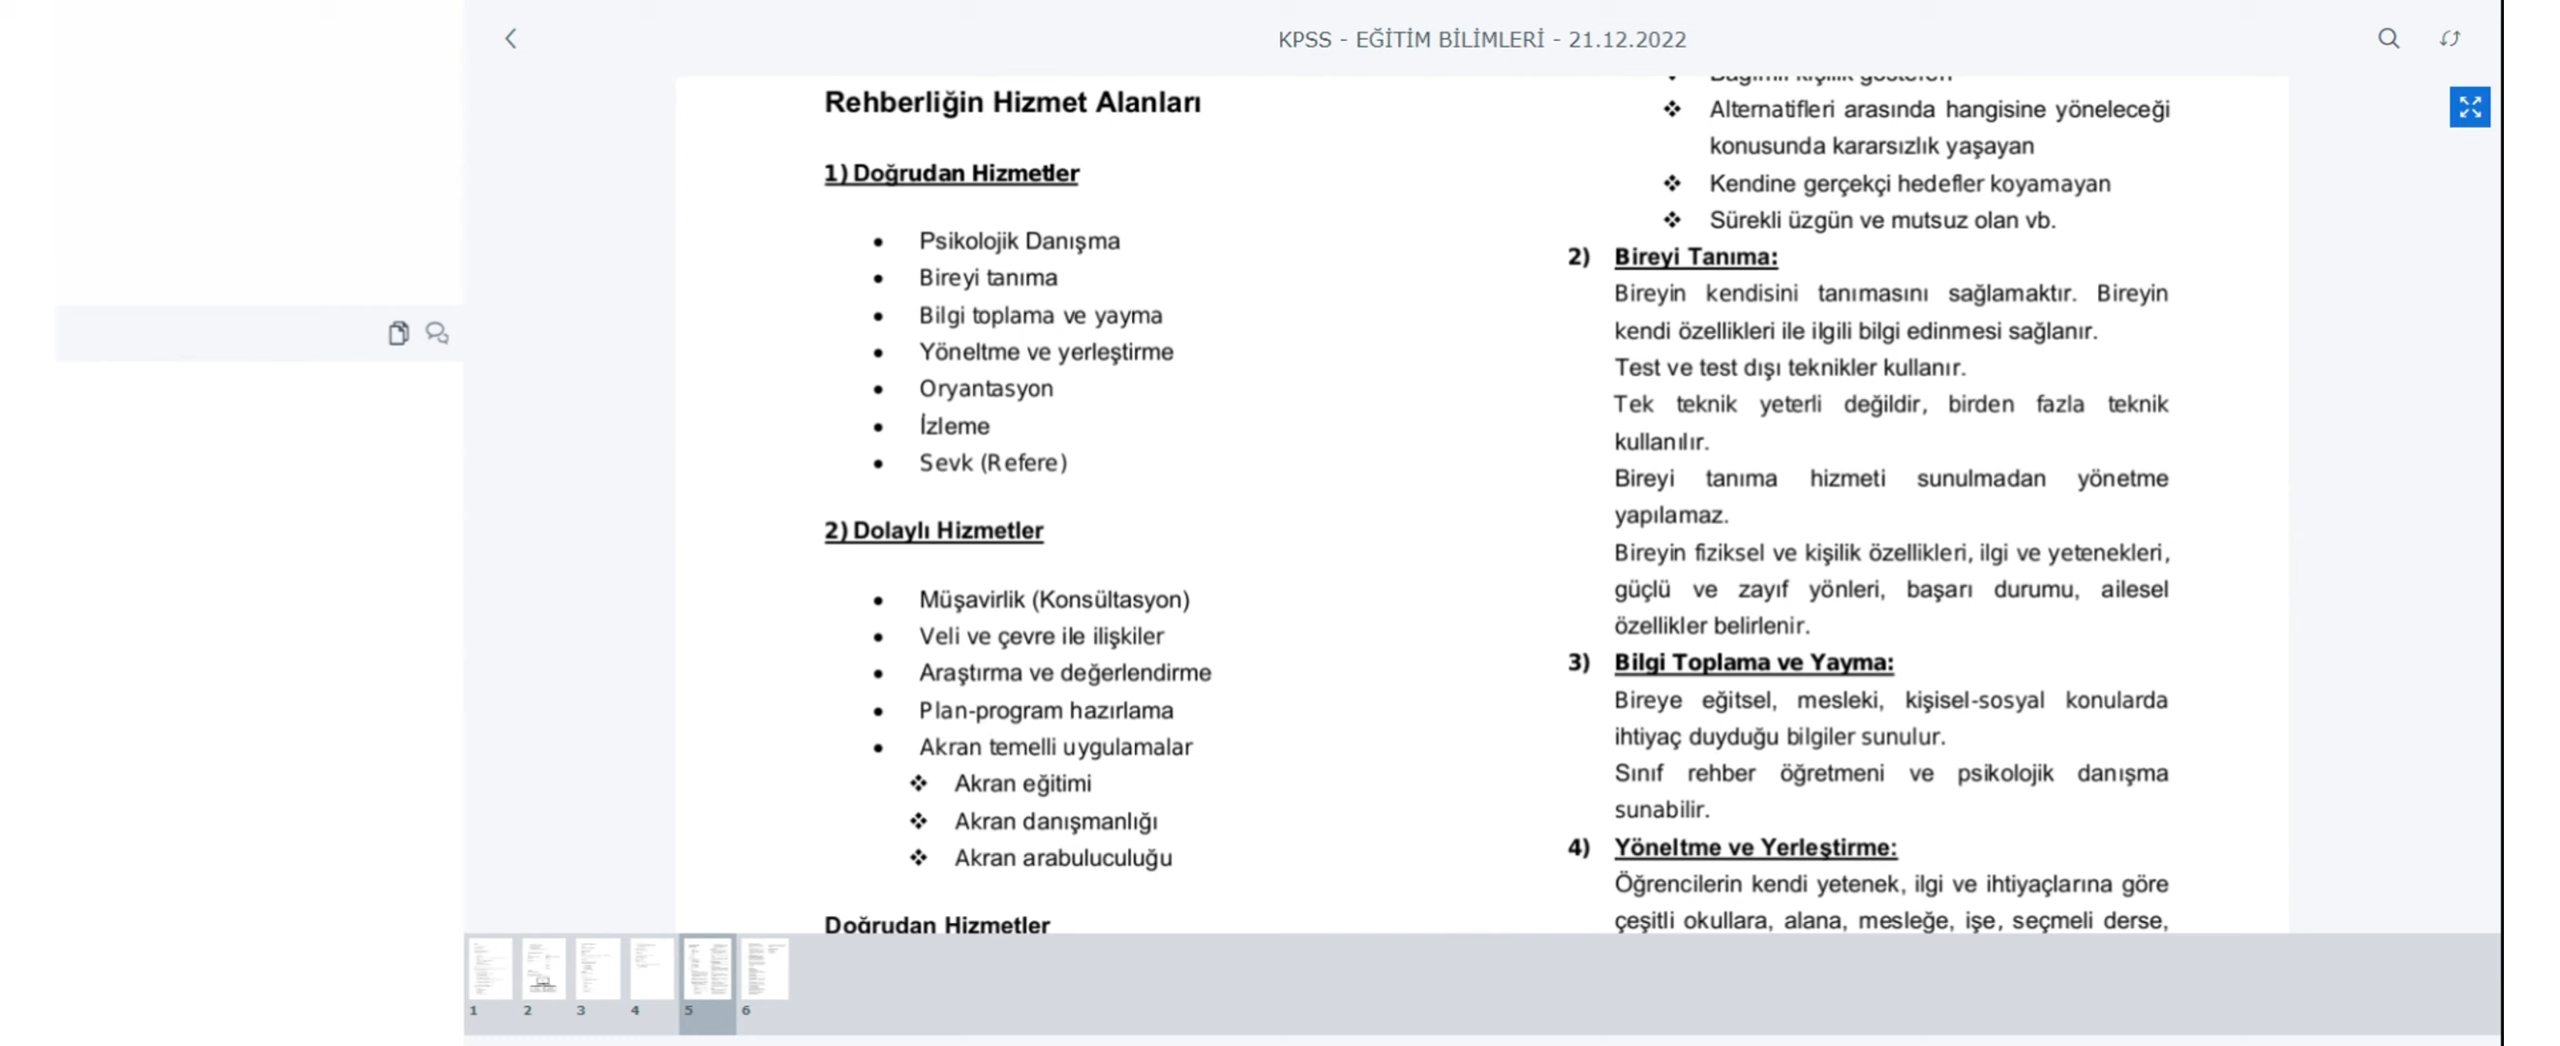 KPSS - EĞİTİM BİLİMLERİ - 21.12.2022
Rehberliğin Hizmet Alanları
1) Doğrudan Hizmetler
• Psikolojik Danışma
• Bireyi tanıma
• Bilgi toplama ve yayma
• Yöneltme ve yerleştirme
• Oryantasyon
• İzleme
• Sevk (Refere)
2) Dolaylı Hizmetler
• Müşavirlik (Konsültasyon)
• Veli ve çevre ile ilişkiler
• Araştırma ve değerlendirme
• Plan-program hazırlama
• Akran temelli uygulamalar
❖ Akran eğitimi
❖ Akran danışmanlığı
❖ Akran arabuluculuğu
Doğrudan Hizmetler
❖ Alternatifleri arasında hangisine yöneleceği
konusunda kararsızlık yaşayan
❖ Kendine gerçekçi hedefler koyamayan
❖ Sürekli üzgün ve mutsuz olan vb.
2) Bireyi Tanıma:
Bireyin kendisini tanımasını sağlamaktır. Bireyin
kendi özellikleri ile ilgili bilgi edinmesi sağlanır.
Test ve test dışı teknikler kullanır.
Tek teknik yeterli değildir, birden fazla teknik
kullanılır.
Bireyi tanıma hizmeti sunulmadan yönetme
yapılamaz.
Bireyin fiziksel ve kişilik özellikleri, ilgi ve yetenekleri,
güçlü ve zayıf yönleri, başarı durumu, ailesel
özellikler belirlenir.
3) Bilgi Toplama ve Yayma:
Bireye eğitsel, mesleki, kişisel-sosyal konularda
ihtiyaç duyduğu bilgiler sunulur.
Sınıf rehber öğretmeni ve psikolojik danışma
sunabilir.
4) Yöneltme ve Yerleştirme:
Öğrencilerin kendi yetenek, ilgi ve ihtiyaçlarına göre
çeşitli okullara, alana, mesleğe, işe, seçmeli derse,
1 2 3 4 5 6